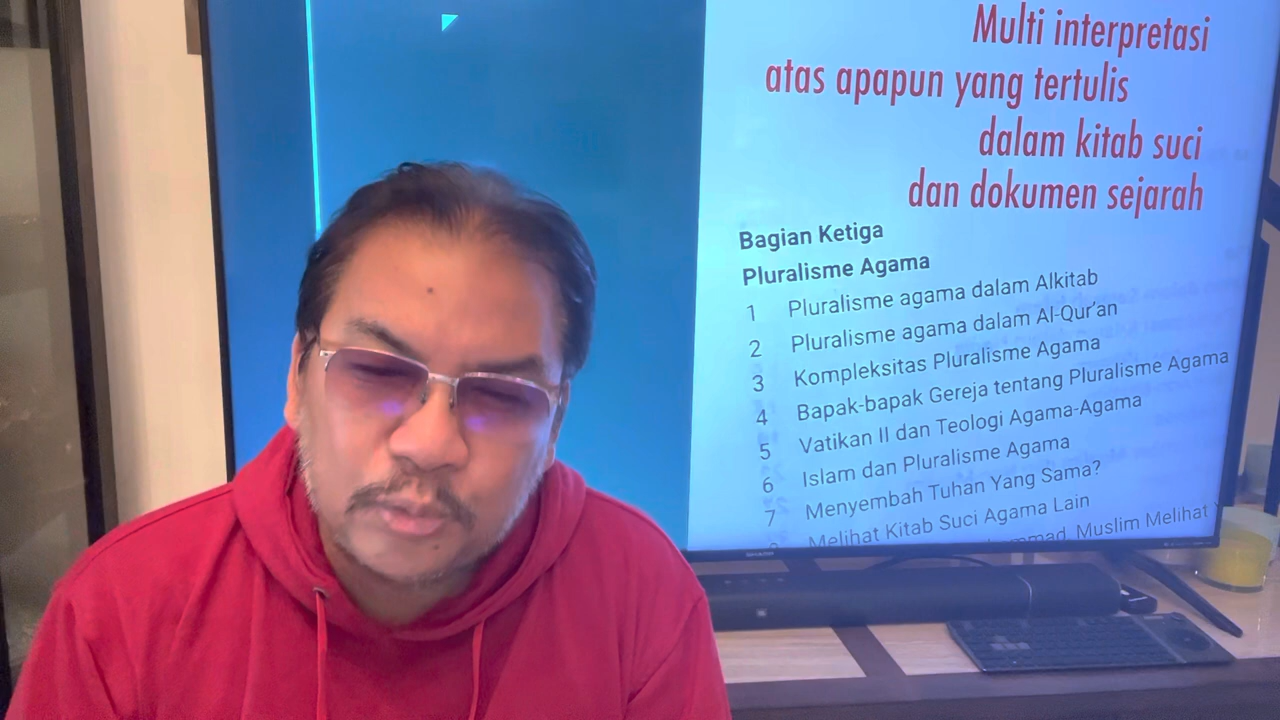 Multi interpretasi
atas apapun yang tertulis
dalam kitab suci
dan dokumen sejarah
Bagian Ketiga
Pluralisme Agama
1 Pluralisme agama dalam Alkitab
2 Pluralisme agama dalam Al-Qur'an
3 Kompleksitas Pluralisme Agama
4 Bapak-bapak Gereja tentang Pluralisme Agama
5 Vatikan II dan Teologi Agama-Agama
6 Islam dan Pluralisme Agama
7 Menyembah Tuhan Yang Sama?
Melihat Kitab Suci Agama Lain
Muslim Melihat
JBL